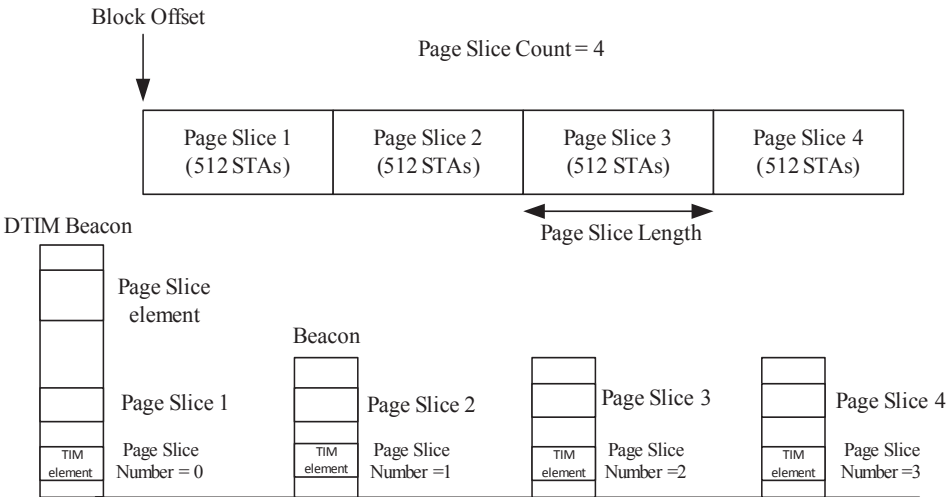 Block Offset
Page Slice Count = 4
Page Slice 1
(512 STAs)
Page Slice 2
(512 STAs)
Page Slice 3
(512 STAs)
Page Slice 4
(512 STAs)
Page Slice Length
DTIM Beacon
Page Slice
element
Page Slice 1
TIM
element
Page Slice
Number = 0
Beacon
Page Slice 2
TIM
element
Page Slice
Number =1
Page Slice 3
TIM
element
Page Slice
Number =2
Page Slice 4
TIM
element
Page Slice
Number =3